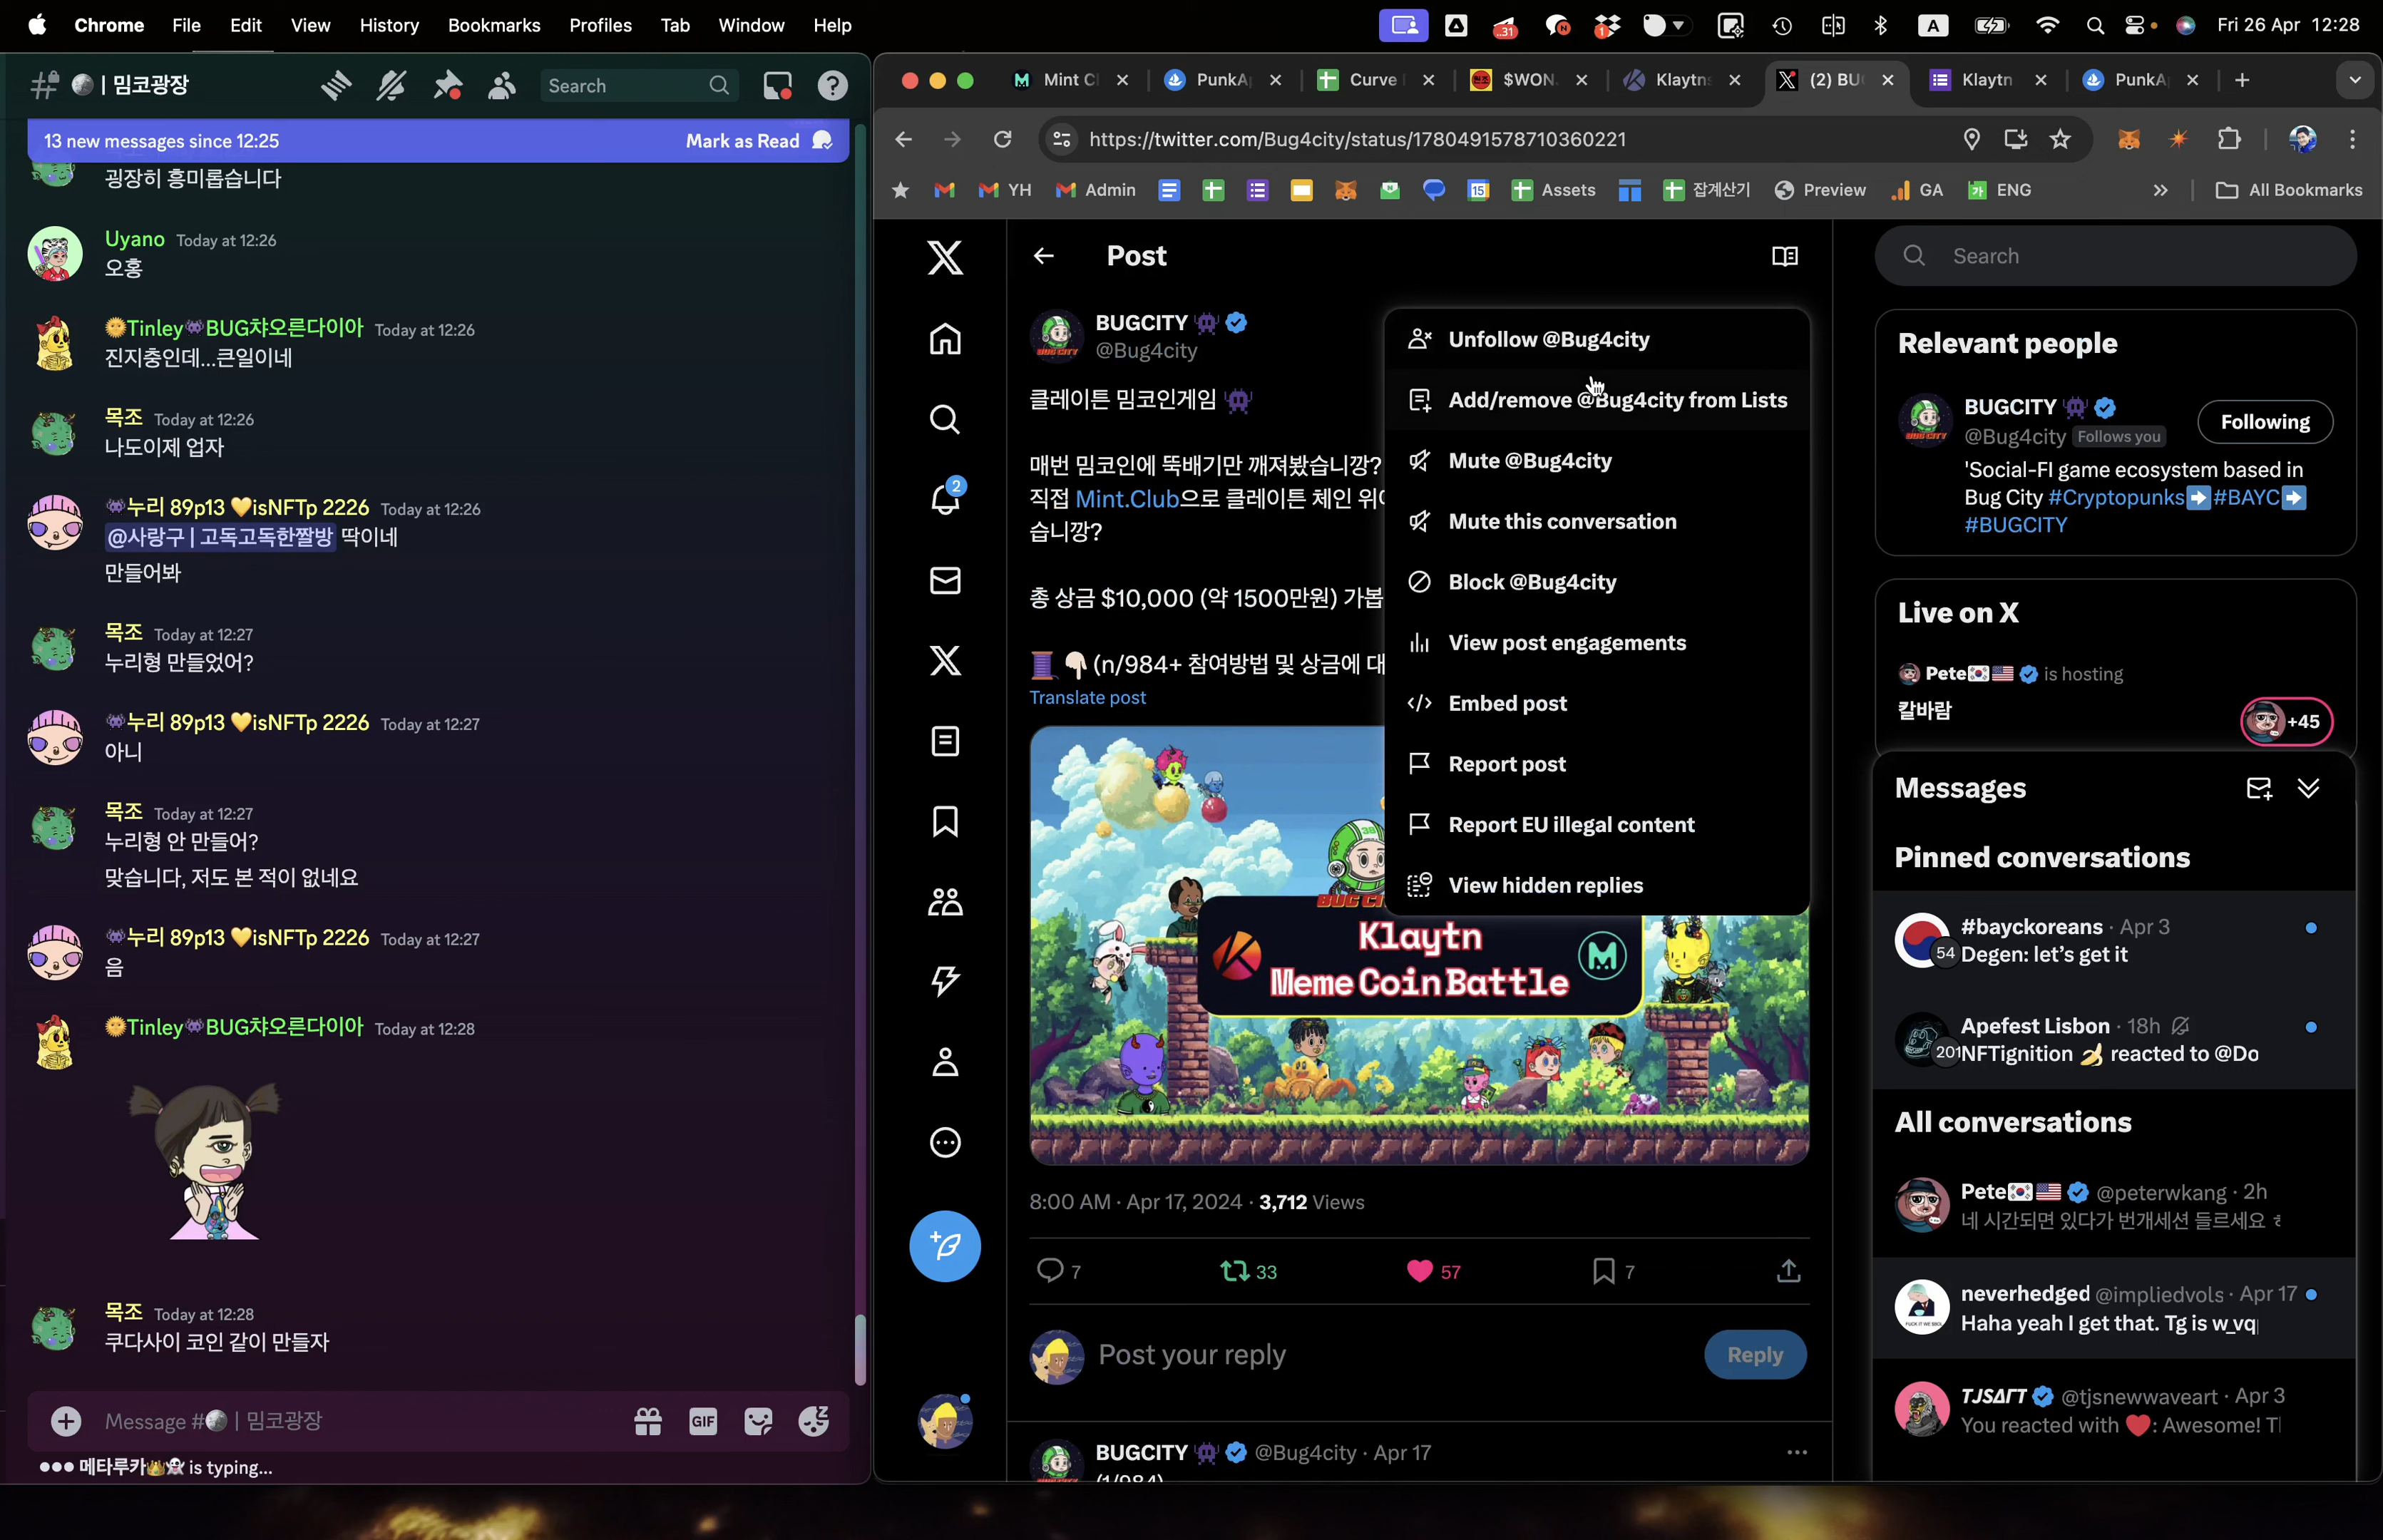 Chrome File Edit View History Bookmarks Profiles Tab Window Help
Fri 26 Apr 12:28
밈코광장
Search
13 new messages since 12:25 Mark as Read
굉장히 흥미롭습니다
Uyano Today at 12:26
오홍
Tinley BUG챠오른다이아 Today at 12:26
진지충인데...큰일이네
목조 Today at 12:26
나도이제 업자
누리 89p13 isNFTp 2226 Today at 12:26
@사랑구 | 고독고독한짤방 딱이네
만들어봐
목조 Today at 12:27
누리형 만들었어?
누리 89p13 isNFTp 2226 Today at 12:27
아니
목조 Today at 12:27
누리형 안 만들어?
맞습니다, 저도 본 적이 없네요
누리 89p13 isNFTp 2226 Today at 12:27
음
Tinley BUG챠오른다이아 Today at 12:28
목조 Today at 12:28
쿠다사이 코인 같이 만들자
Message # | 밈코광장
GIF
메타루카 is typing...
Mint C PunkA Curve $WON. Klaytn (2) BU Klaytn PunkA
https://twitter.com/Bug4city/status/1780491578710360221
YH Admin Assets 잡계산기 Preview GA ENG All Bookmarks
Post
BUGCITY
@Bug4city
클레이튼 밈코인게임
매번 밈코인에 뚝배기만 깨져봤습니깡?
직접 Mint.Club으로 클레이튼 체인 위
습니깡?
총 상금 $10,000 (약 1500만원) 가봅
(n/984+ 참여방법 및 상금에 대
Translate post
Unfollow @Bug4city
Add/remove @Bug4city from Lists
Mute @Bug4city
Mute this conversation
Block @Bug4city
View post engagements
Embed post
Report post
Report EU illegal content
View hidden replies
Klaytn
Meme Coin Battle
8:00 AM · Apr 17, 2024 · 3,712 Views
7 33 57 7
Post your reply
Reply
BUGCITY @Bug4city · Apr 17
(1/984)
Search
Relevant people
BUGCITY
@Bug4city Follows you
Following
'Social-FI game ecosystem based in
Bug City #Cryptopunks #BAYC
#BUGCITY
Live on X
Pete is hosting
칼바람
+45
Messages
Pinned conversations
#bayckoreans · Apr 3
54
Degen: let's get it
Apefest Lisbon · 18h
201
NFTignition reacted to @Do
All conversations
Pete @peterwkang · 2h
네 시간되면 있다가 번개세션 들르세요
neverhedged @impliedvols · Apr 17
Haha yeah I get that. Tg is w_vq
@tjsnewwaveart · Apr 3
You reacted with : Awesome! T